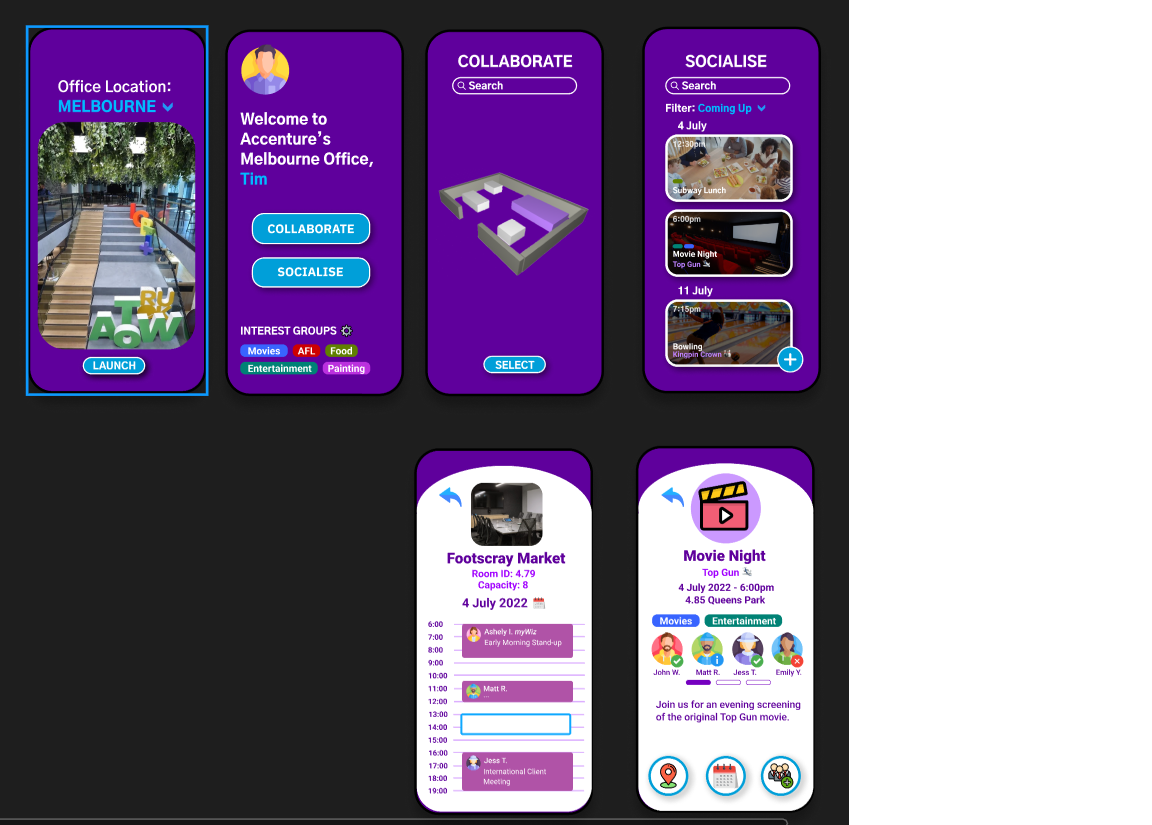 Office Location:
MELBOURNE
LAUNCH
Welcome to
Accenture's
Melbourne Office,
Tim
COLLABORATE
SOCIALISE
INTEREST GROUPS
Movies
AFL
Food
Entertainment
Painting
COLLABORATE
Search
SELECT
SOCIALISE
Search
Filter: Coming Up
4 July
12:30pm
Subway Lunch
6:00pm
Movie Night
Top Gun
11 July
7:15pm
Bowling
Kingpin Crown
+
Footscray Market
Room ID: 4.79
Capacity: 8
4 July 2022
6:00
7:00
8:00
9:00
10:00
11:00
12:00
13:00
14:00
15:00
16:00
17:00
18:00
19:00
Ashely I. myWiz
Early Morning Stand-up
Matt R.
...
Jess T.
International Client
Meeting
Movie Night
Top Gun
4 July 2022 - 6:00pm
4.85 Queens Park
Movies
Entertainment
John W.
Matt R.
Jess T.
Emily Y.
Join us for an evening screening
of the original Top Gun movie.